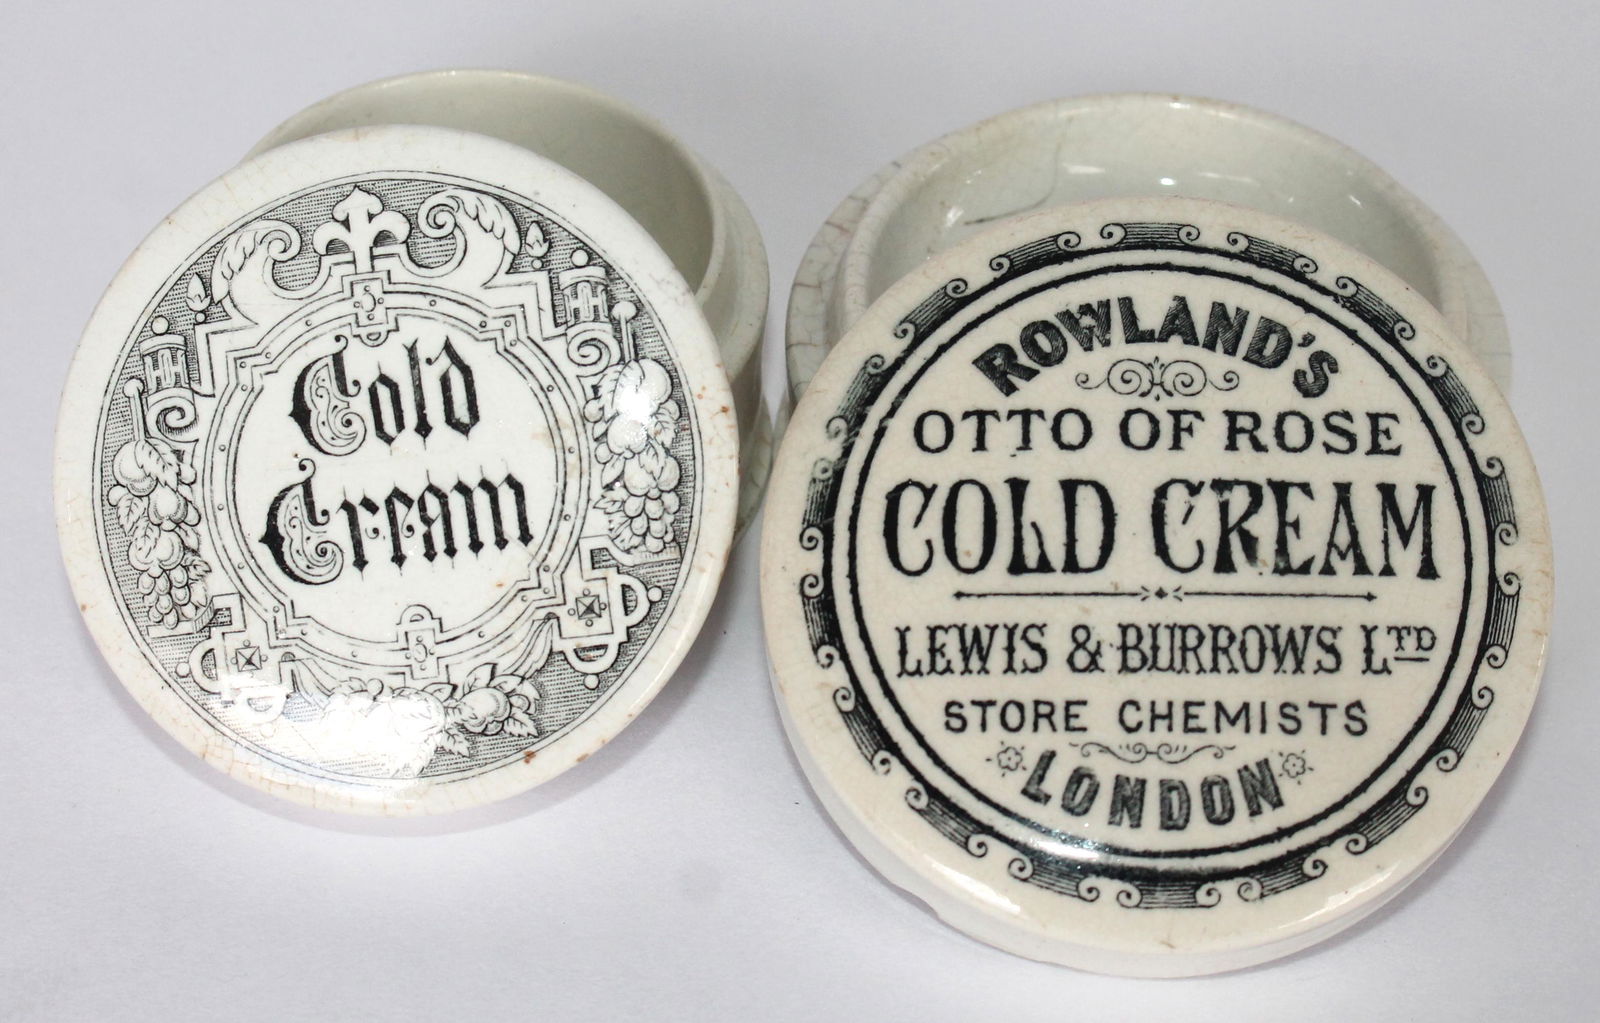 Cold
Cream
ROWLAND'S
OTTO OF ROSE
COLD CREAM
LEWIS & BURROWS LTD
STORE CHEMISTS
LONDON